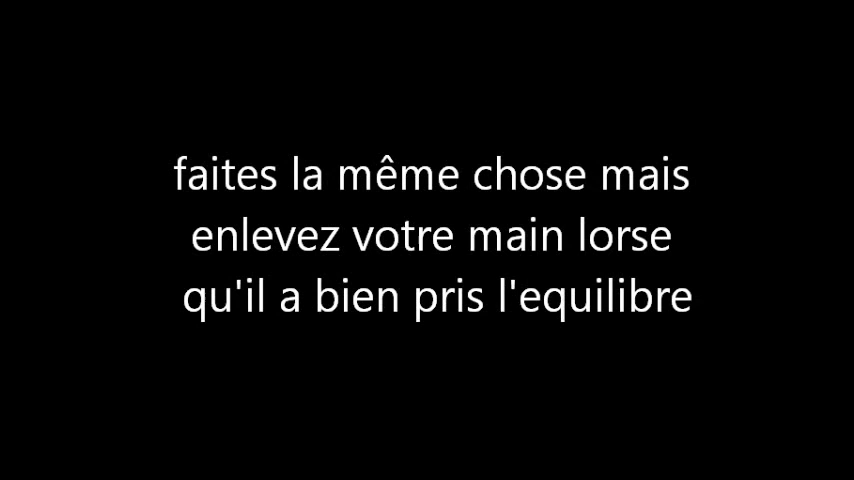 faites la même chose mais
enlevez votre main lorse
qu'il a bien pris l'equilibre